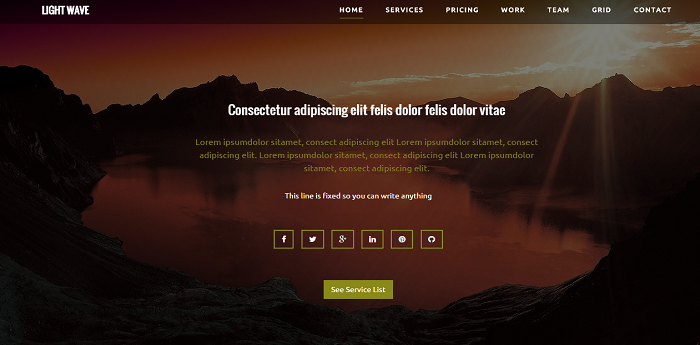 LIGHT WAVE
HOME SERVICES PRICING WORK TEAM GRID CONTACT
Consectetur adipiscing elit felis dolor felis dolor vitae
Lorem ipsumdolor sitamet, consect adipiscing elit Lorem ipsumdolor sitamet, consect
adipiscing elit. Lorem ipsumdolor sitamet, consect adipiscing elit Lorem ipsumdolor
sitamet, consect adipiscing elit.
This line is fixed so you can write anything
See Service List